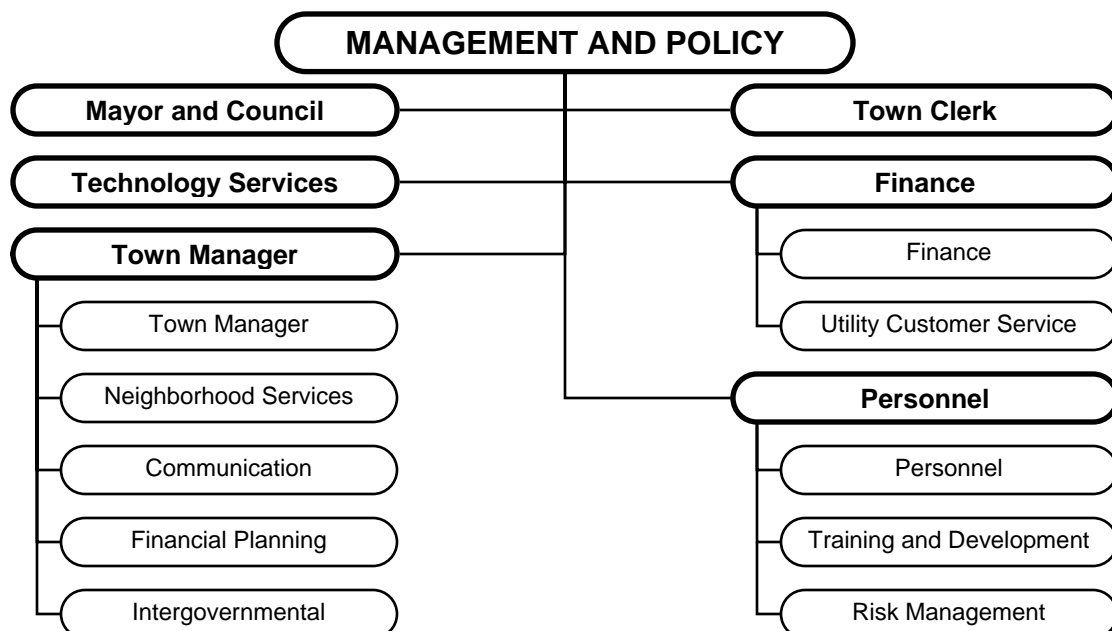 MANAGEMENT AND POLICY
Mayor and Council
Town Clerk
Technology Services
Finance
Town Manager
Finance
Town Manager
Utility Customer Service
Neighborhood Services
Personnel
Communication
Personnel
Financial Planning
Training and Development
Intergovernmental
Risk Management